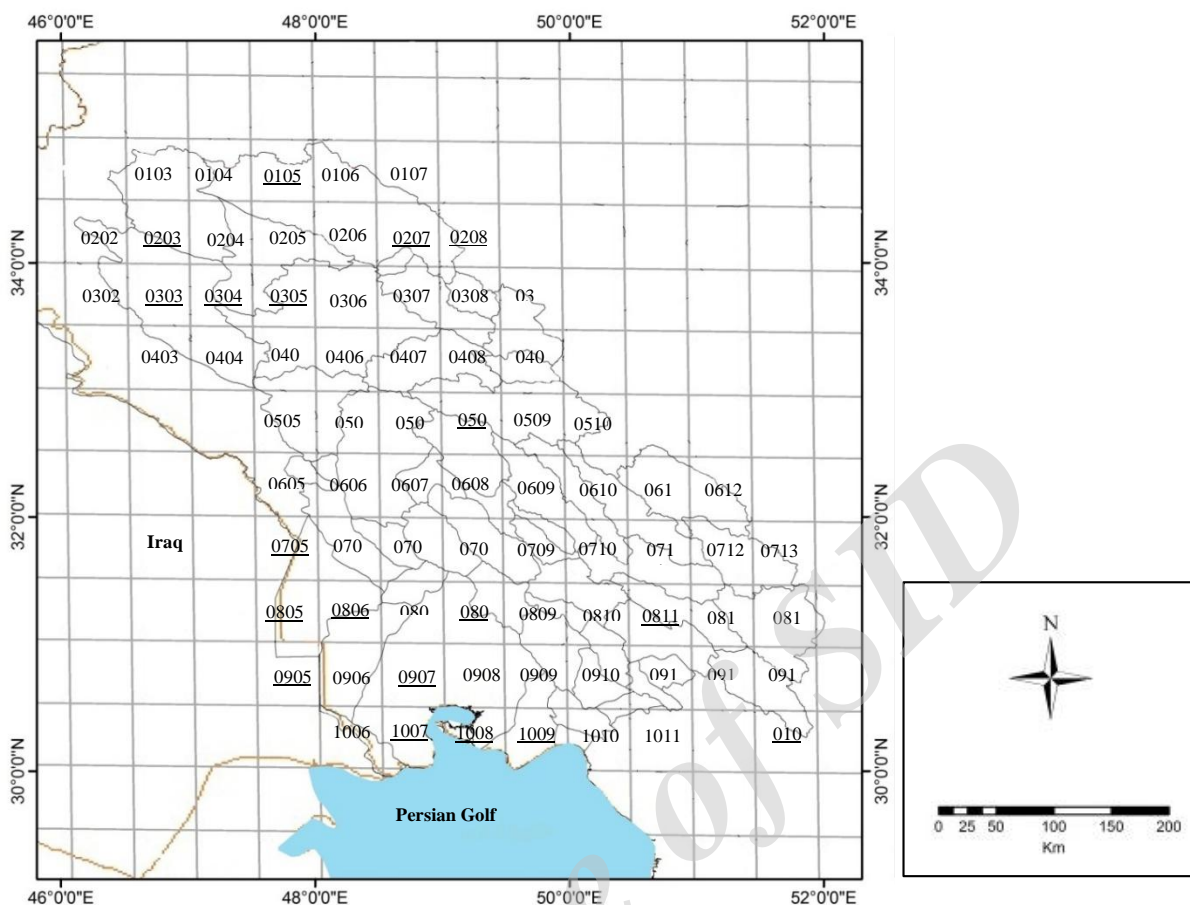 46°0'0"E 48°0'0"E 50°0'0"E 52°0'0"E
0103 0104 0105 0106 0107
0202 0203 0204 0205 0206 0207 0208
34°0'0"N 34°0'0"N
0302 0303 0304 0305 0306 0307 0308 03
0403 0404 040 0406 0407 0408 040
0505 050 050 050 0509 0510
0605 0606 0607 0608 0609 0610 061 0612
32°0'0"N 32°0'0"N
Iraq 0705 070 070 070 0709 0710 071 0712 0713
0805 0806 080 080 0809 0810 0811 081 081
0905 0906 0907 0908 0909 0910 091 091 091
1006 1007 1008 1009 1010 1011 010
30°0'0"N 30°0'0"N
Persian Golf
46°0'0"E 48°0'0"E 50°0'0"E 52°0'0"E
N
0 25 50 100 150 200
Km
of SID